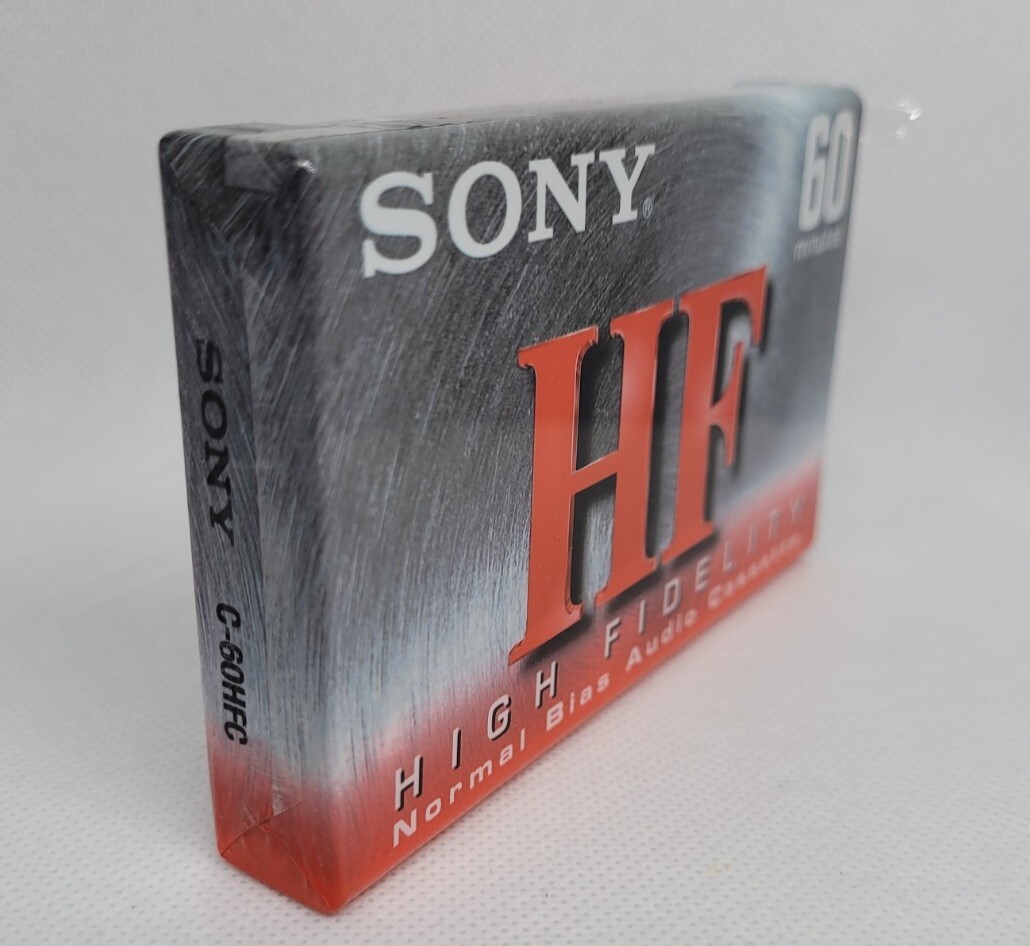 SONY®
60
minutes
HF
HIGH FIDELITY
Normal Bias Audio Cassette
SONY C-60HFC